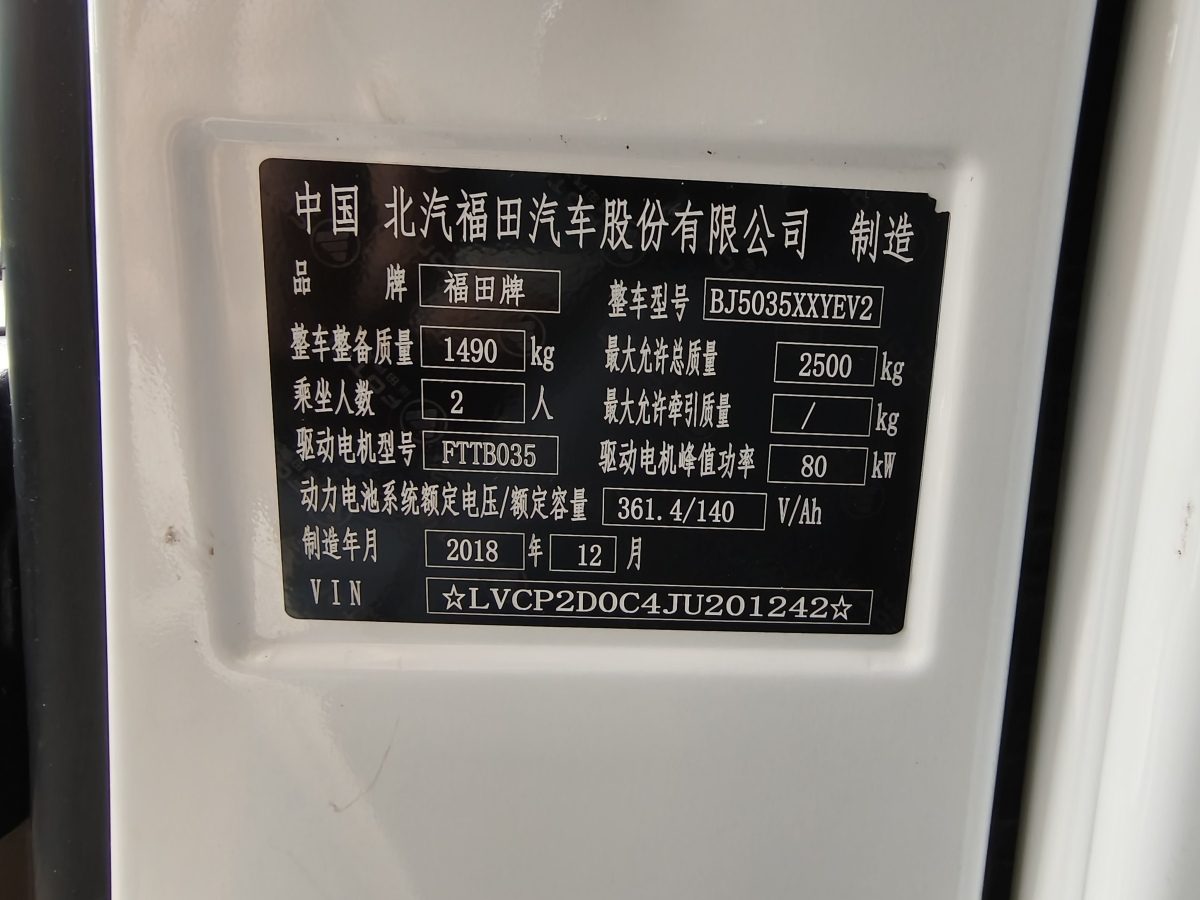 中国 北汽福田汽车股份有限公司 制造
品 牌 福田牌 整车型号 BJ5035XXYEV2
整车整备质量 1490 kg 最大允许总质量 2500 kg
乘坐人数 2 人 最大允许牵引质量 / kg
驱动电机型号 FTTB035 驱动电机峰值功率 80 kW
动力电池系统额定电压/额定容量 361.4/140 V/Ah
制造年月 2018 年 12 月
VIN ☆LVCP2D0C4JU201242☆